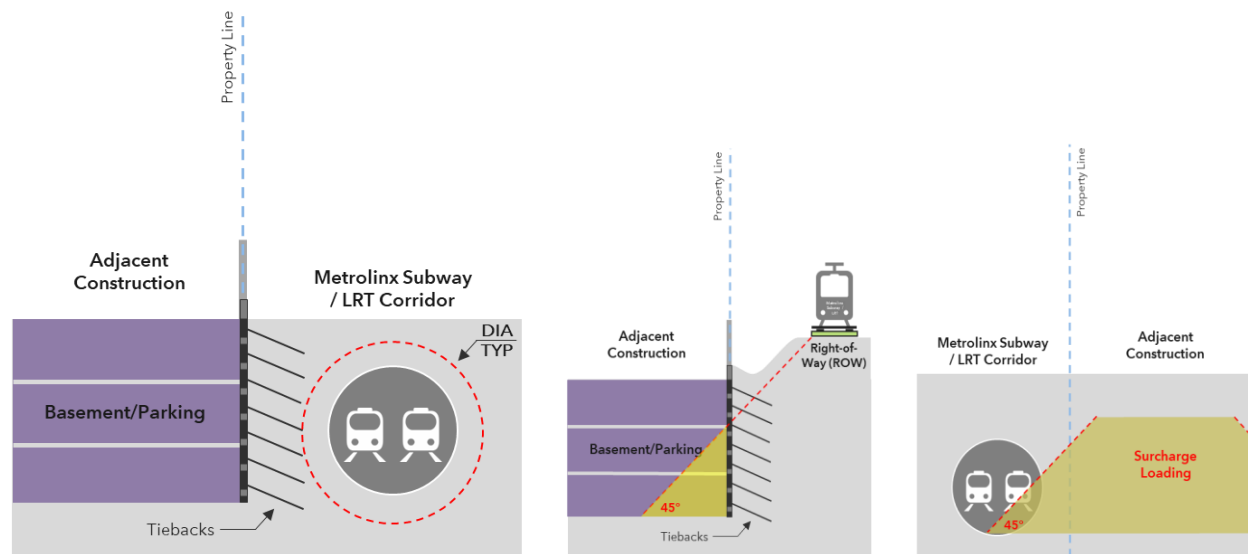 Property Line
Adjacent
Construction
Metrolinx Subway
/ LRT Corridor
DIA
TYP
Basement/Parking
Tiebacks
Property Line
Adjacent
Construction
Right-of-
Way (ROW)
Basement/Parking
45°
Tiebacks
Property Line
Metrolinx Subway
/ LRT Corridor
Adjacent
Construction
Surcharge
Loading
45°